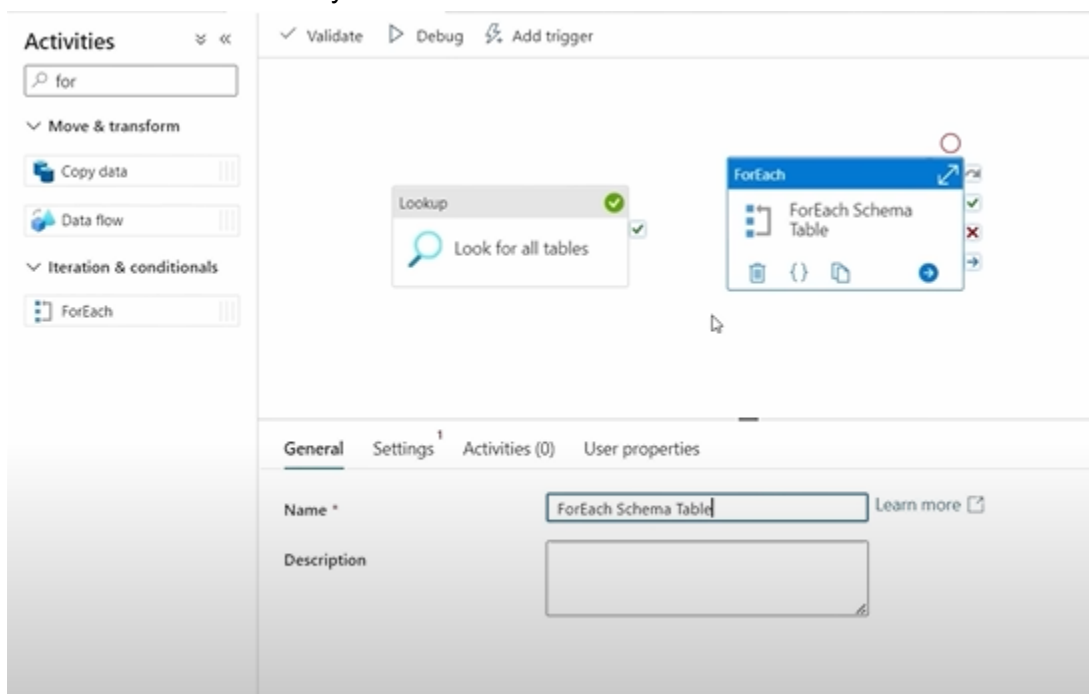 Activities
for
Move & transform
Copy data
Data flow
Iteration & conditionals
ForEach
Validate
Debug
Add trigger
Lookup
Look for all tables
ForEach
ForEach Schema
Table
General
Settings
1
Activities (0)
User properties
Name *
ForEach Schema Table
Learn more
Description